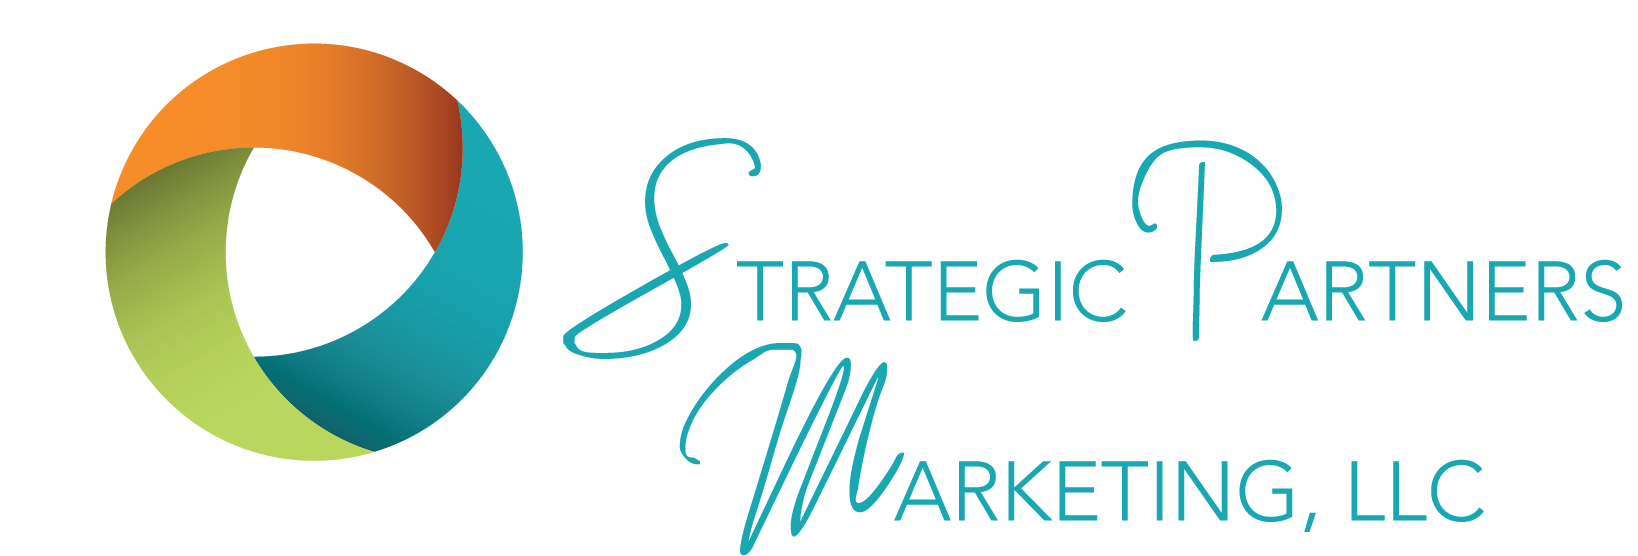 STRATEGIC PARTNERS
MARKETING, LLC